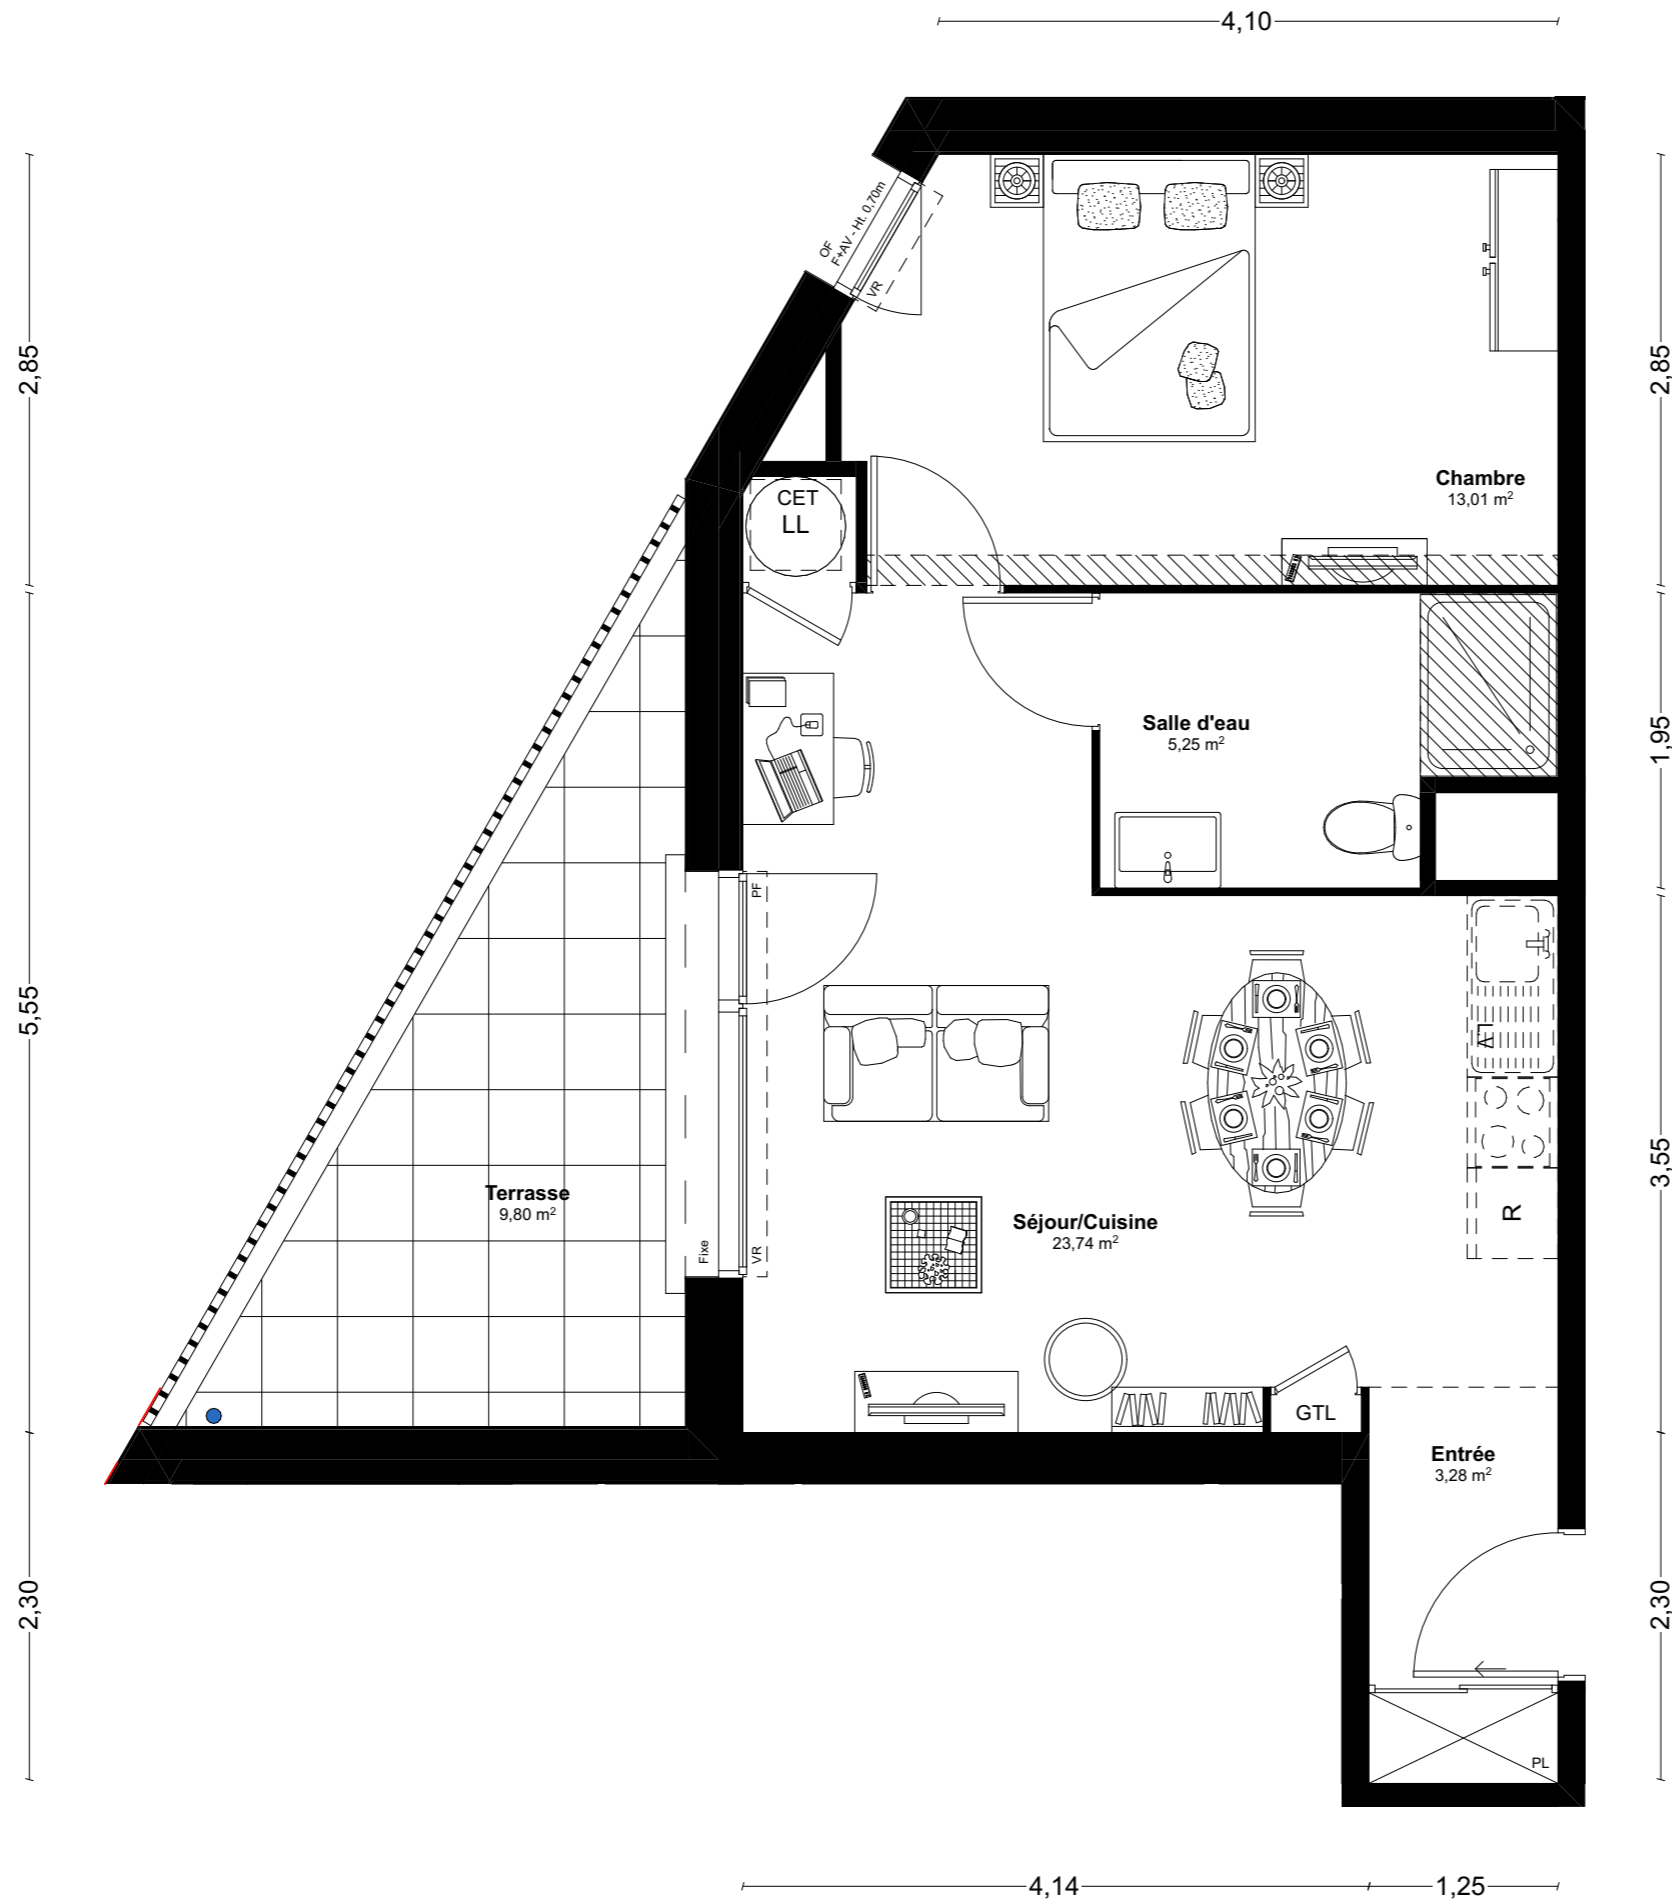 4,10
2,85
OF
F+AV - Ht. 0.70m
VR
2,85
Chambre
13,01 m²
CET
LL
Salle d'eau
5,25 m²
1,95
PF
5,55
LV
Terrasse
9,80 m²
Fixe
VR
Séjour/Cuisine
23,74 m²
R
3,55
GTL
Entrée
3,28 m²
2,30
2,30
PL
4,14
1,25